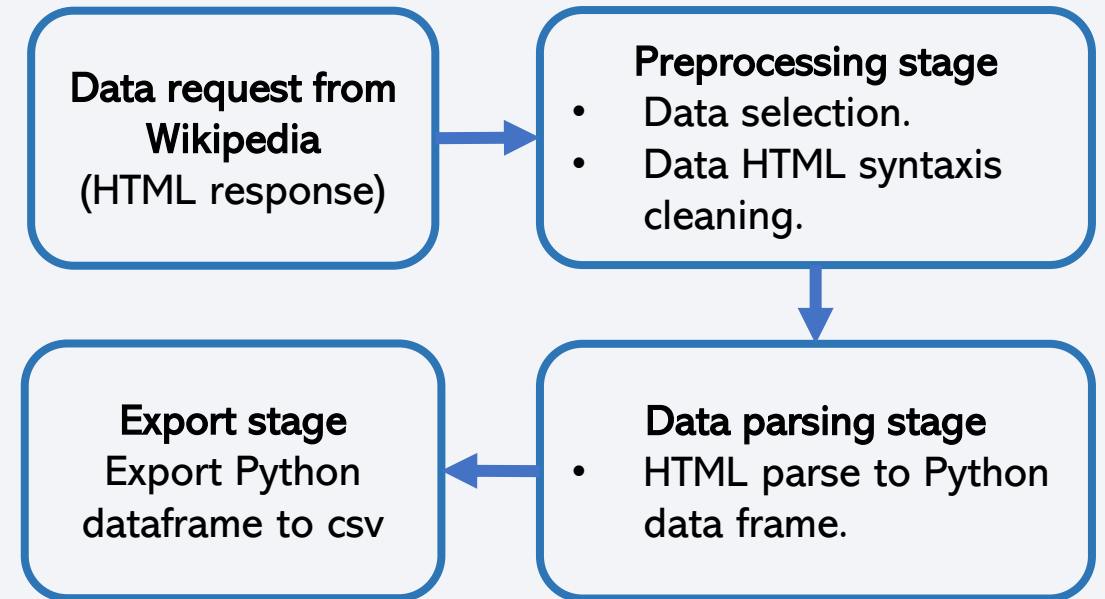 Data request from
Wikipedia
(HTML response)
Preprocessing stage
• Data selection.
• Data HTML syntaxis
cleaning.
Data parsing stage
• HTML parse to Python
data frame.
Export stage
Export Python
dataframe to csv